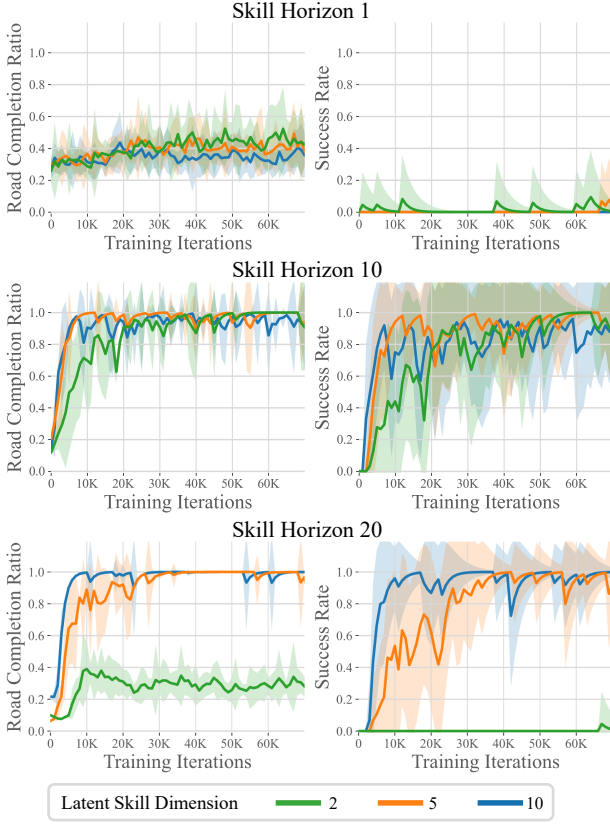 Skill Horizon 1
Road Completion Ratio
1.0
0.8
0.6
0.4
0.2
0.0
0 10K 20K 30K 40K 50K 60K
Training Iterations
Success Rate
1.0
0.8
0.6
0.4
0.2
0.0
0 10K 20K 30K 40K 50K 60K
Training Iterations
Skill Horizon 10
Road Completion Ratio
1.0
0.8
0.6
0.4
0.2
0.0
0 10K 20K 30K 40K 50K 60K
Training Iterations
Success Rate
1.0
0.8
0.6
0.4
0.2
0.0
0 10K 20K 30K 40K 50K 60K
Training Iterations
Skill Horizon 20
Road Completion Ratio
1.0
0.8
0.6
0.4
0.2
0.0
0 10K 20K 30K 40K 50K 60K
Training Iterations
Success Rate
1.0
0.8
0.6
0.4
0.2
0.0
0 10K 20K 30K 40K 50K 60K
Training Iterations
Latent Skill Dimension 2 5 10